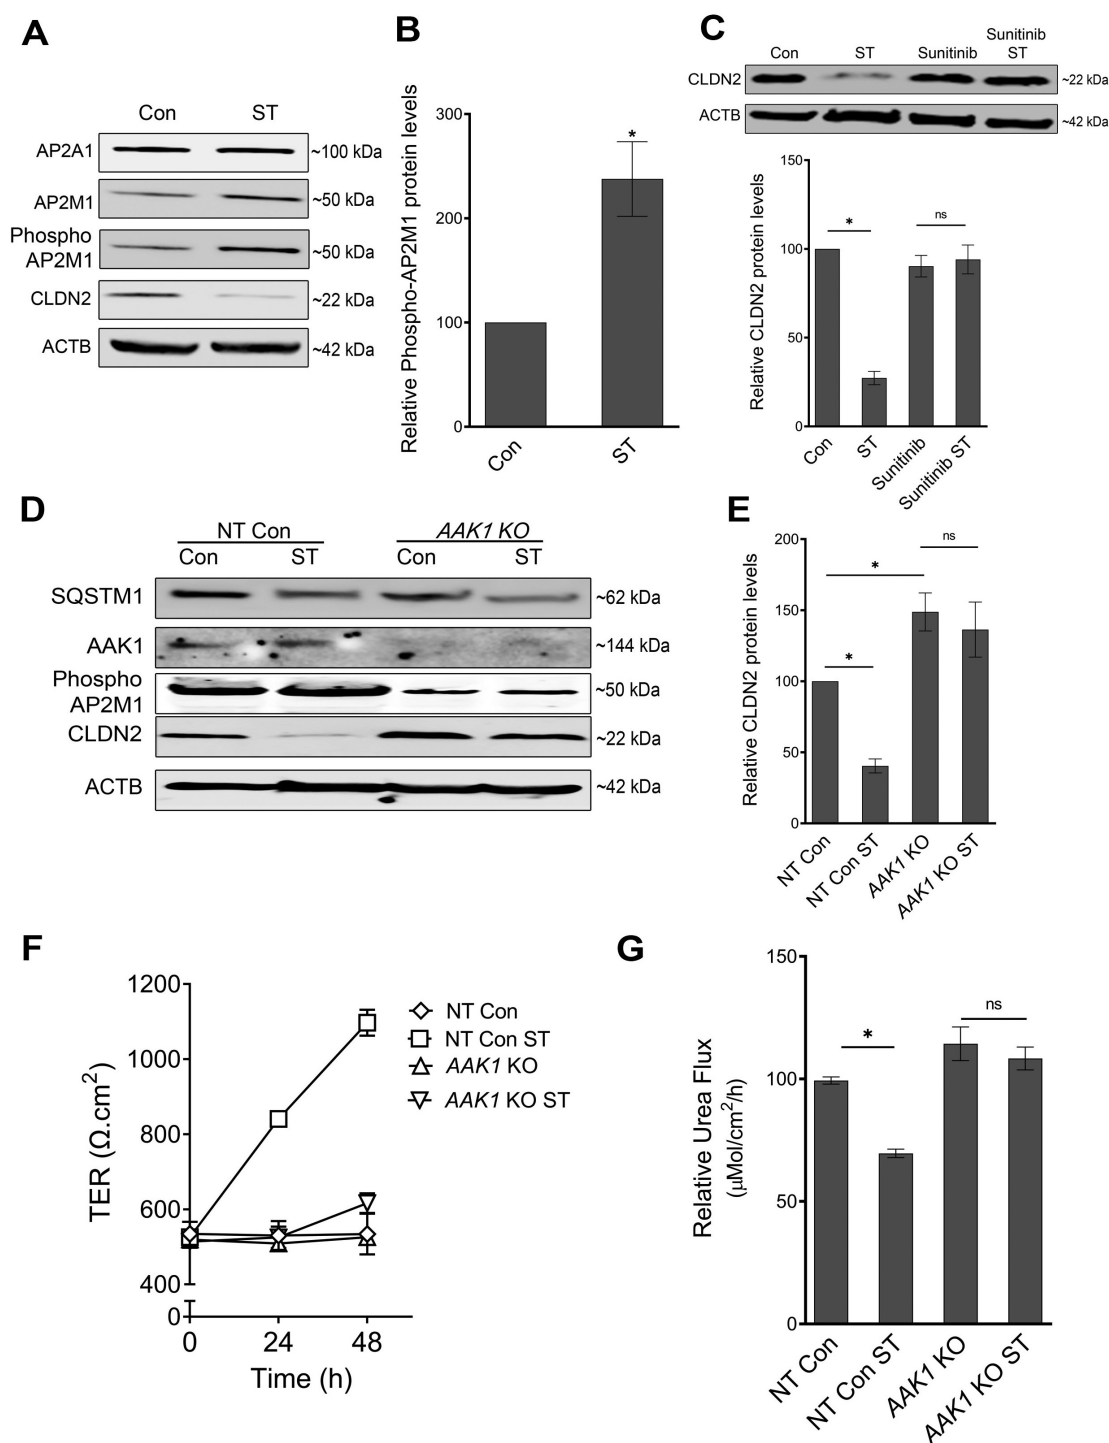 A
Con ST
AP2A1 ~100 kDa
AP2M1 ~50 kDa
Phospho
AP2M1 ~50 kDa
CLDN2 ~22 kDa
ACTB ~42 kDa
B
Relative Phospho-AP2M1 protein levels
300
200
100
0
*
Con ST
C
Sunitinib
Con ST Sunitinib ST
CLDN2 ~22 kDa
ACTB ~42 kDa
Relative CLDN2 protein levels
150
100
50
0
* ns
Con ST Sunitinib Sunitinib ST
D
NT Con AAK1 KO
Con ST Con ST
SQSTM1 ~62 kDa
AAK1 ~144 kDa
Phospho
AP2M1 ~50 kDa
CLDN2 ~22 kDa
ACTB ~42 kDa
E
Relative CLDN2 protein levels
200
150
100
50
0
ns
*
*
NT Con NT Con ST AAK1 KO AAK1 KO ST
F
TER (Ω.cm²)
1200
1000
800
600
400
0
0 24 48
Time (h)
NT Con
NT Con ST
AAK1 KO
AAK1 KO ST
G
Relative Urea Flux
(µMol/cm²/h)
150
100
50
0
* ns
NT Con NT Con ST AAK1 KO AAK1 KO ST